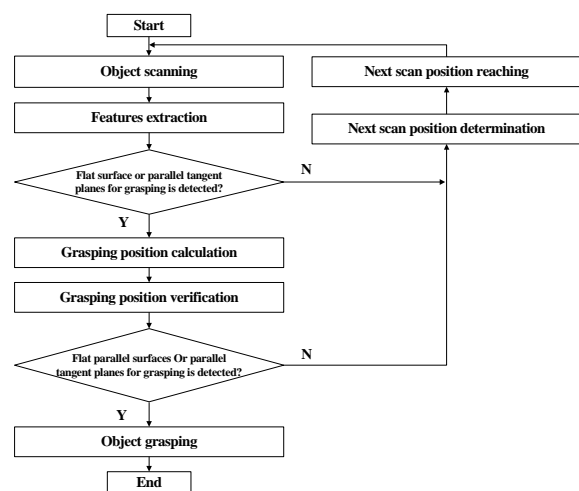 Start
Object scanning
Next scan position reaching
Features extraction
Next scan position determination
Flat surface or parallel tangent
planes for grasping is detected?
N
Y
Grasping position calculation
Grasping position verification
Flat parallel surfaces Or parallel
tangent planes for grasping is detected?
N
Y
Object grasping
End